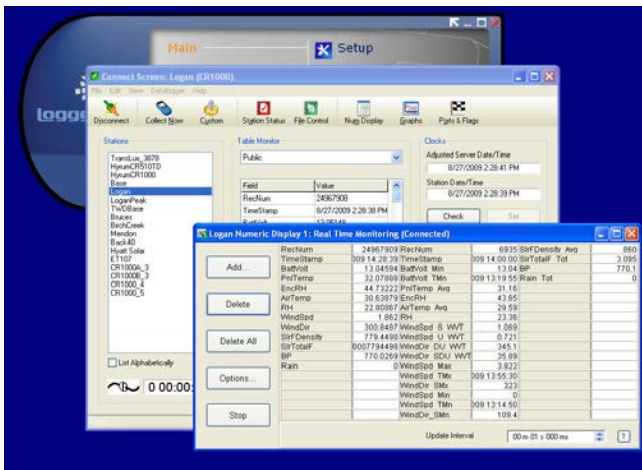 Main
Setup
Logge
Connect Screen: Logan (CR1000)
File Edit View Datalogger Help
Disconnect Collect Now Custom Station Status File Control Num Display Graphs Ports & Flags
Stations
Table Monitor
Clocks
TransLux_3878
HyrumCR510TD
HyrumCR1000
Base
Logan
LoganPeak
TWDBase
Bruces
BirchCreek
Mendon
Back40
Hyatt Solar
ET107
CR1000A_3
CR1000B_3
CR1000_4
CR1000_5
List Alphabetically
0 00:00:
Public
Field Value
RecNum 24967908
TimeStamp 8/27/2009 2:28:30 PM
Adjusted Server Date/Time
8/27/2009 2:28:41 PM
Station Date/Time
8/27/2009 2:28:39 PM
Check Set
Logan Numeric Display 1: Real Time Monitoring (Connected)
Add...
Delete
Delete All
Options...
Stop
RecNum 24967909 RecNum 6935 SlrFDensity_Avg 860
TimeStamp 009 14:28:39 TimeStamp 009 14:00:00 SlrTotalF_Tot 3.095
BattVolt 13.04594 BattVolt_Min 13.04 BP 770.1
PnlTemp 32.07808 BattVolt_TMn 009 13:19:55 Rain_Tot 0
EncRH 44.73222 PnlTemp_Avg 31.16
AirTemp 30.63879 EncRH 43.65
RH 22.80867 AirTemp_Avg 29.59
WindSpd 1.862 RH 23.36
WindDir 300.8467 WindSpd_S_WVT 1.069
SlrFDensity 779.4498 WindSpd_U_WVT 0.721
SlrTotalF 0007794498 WindDir_DU_WVT 345.1
BP 770.0269 WindDir_SDU_WVT 35.89
Rain 0 WindSpd_Max 3.822
WindSpd_TMx 009 13:55:30
WindDir_SMx 323
WindSpd_Min 0
WindSpd_TMn 009 13:14:50
WindDir_SMn 109.4
Update Interval 00 m 01 s 000 ms